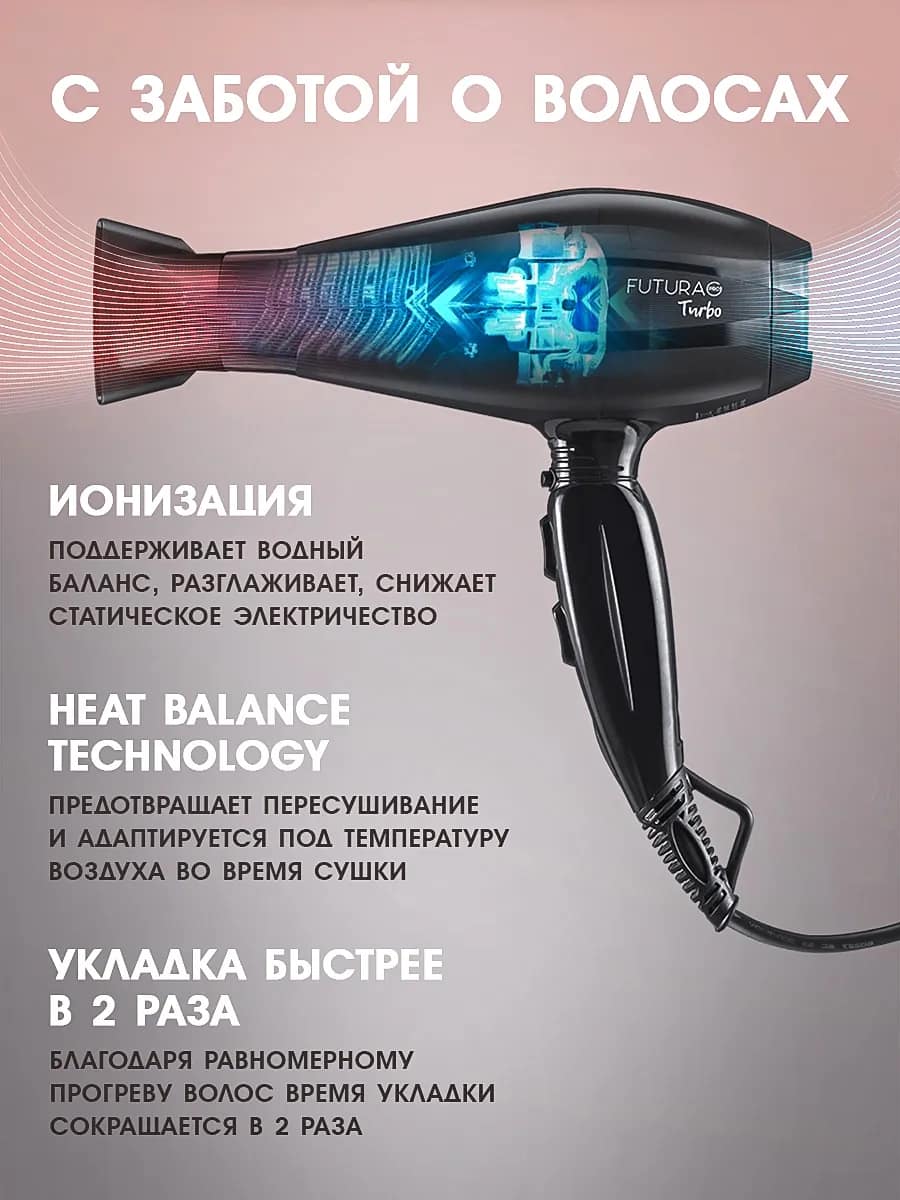 С ЗАБОТОЙ О ВОЛОСАХ
FUTURA PRO
Turbo
ИОНИЗАЦИЯ
ПОДДЕРЖИВАЕТ ВОДНЫЙ
БАЛАНС, РАЗГЛАЖИВАЕТ, СНИЖАЕТ
СТАТИЧЕСКОЕ ЭЛЕКТРИЧЕСТВО
HEAT BALANCE
TECHNOLOGY
ПРЕДОТВРАЩАЕТ ПЕРЕСУШИВАНИЕ
И АДАПТИРУЕТСЯ ПОД ТЕМПЕРАТУРУ
ВОЗДУХА ВО ВРЕМЯ СУШКИ
УКЛАДКА БЫСТРЕЕ
В 2 РАЗА
БЛАГОДАРЯ РАВНОМЕРНОМУ
ПРОГРЕВУ ВОЛОС ВРЕМЯ УКЛАДКИ
СОКРАЩАЕТСЯ В 2 РАЗА